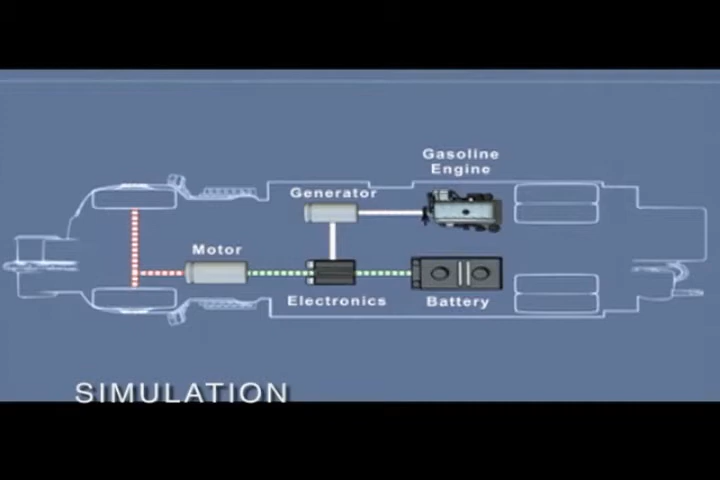 Gasoline
Engine
Generator
Motor
Electronics
Battery
SIMULATION